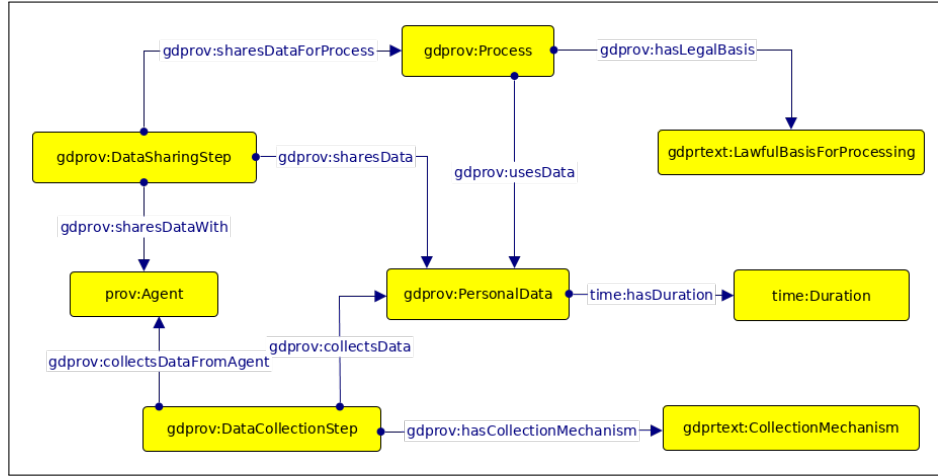 gdprov:sharesDataForProcess
gdprov:Process
gdprov:hasLegalBasis
gdprov:DataSharingStep
gdprov:sharesData
gdprov:usesData
gdprtext:LawfulBasisForProcessing
gdprov:sharesDataWith
prov:Agent
gdprov:PersonalData
time:hasDuration
time:Duration
gdprov:collectsData
gdprov:collectsDataFromAgent
gdprov:DataCollectionStep
gdprov:hasCollectionMechanism
gdprtext:CollectionMechanism